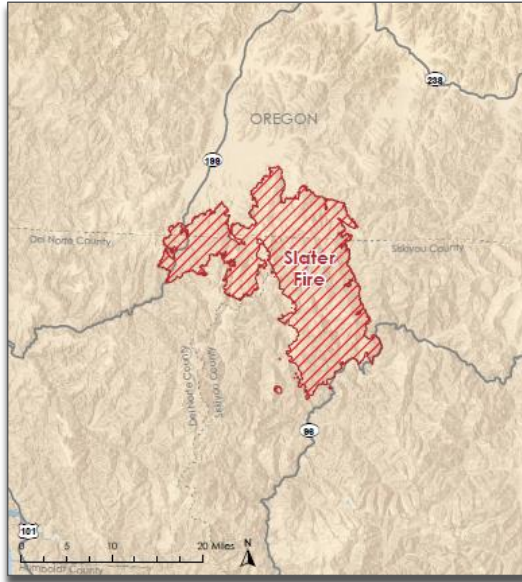 238
OREGON
199
Del Norte County
Siskiyou County
Slater
Fire
Del Norte County
Siskiyou County
96
101
0 5 10 20 Miles
N
Humboldt County